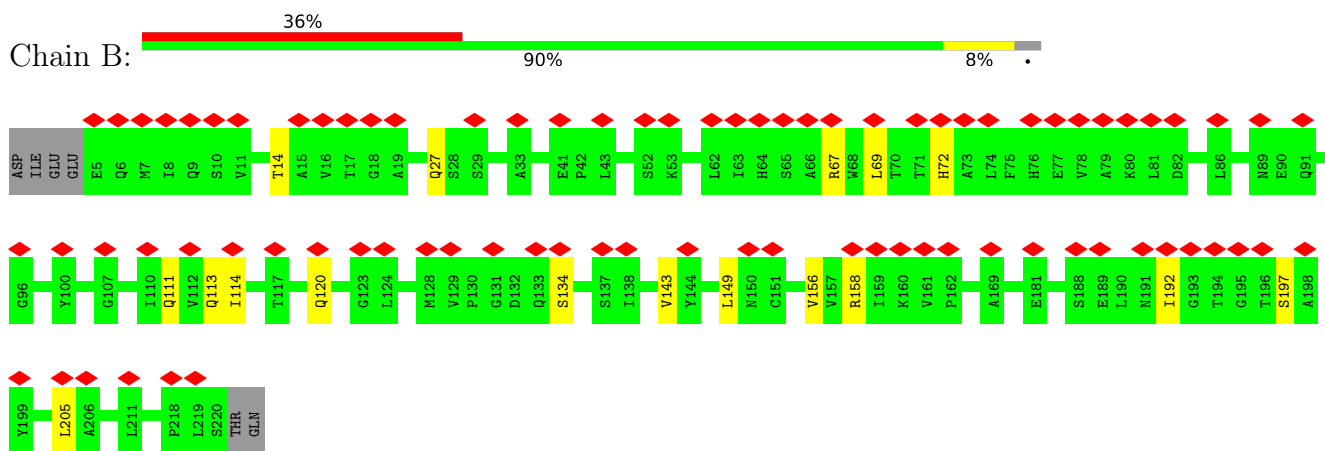 36%
Chain B:
90% 8% •
ASP ILE GLU GLU E5 Q6 M7 I8 Q9 S10 V11 T14 A15 V16 T17 G18 A19 Q27 S28 S29 A33 E41 P42 L43 S52 K53 L62 I63 H64 S65 A66 R67 W68 L69 T70 T71 H72 A73 L74 F75 H76 E77 V78 A79 K80 L81 D82 L86 N89 E90 Q91
G96 Y100 G107 I110 Q111 V112 Q113 I114 T117 Q120 G123 L124 M128 V129 P130 G131 D132 Q133 S134 S137 I138 V143 Y144 L149 N150 C151 V156 V157 R158 I159 K160 V161 P162 A169 E181 S188 E189 L190 N191 I192 G193 T194 G195 T196 S197 A198
Y199 L205 A206 L211 P218 L219 S220 THR GLN